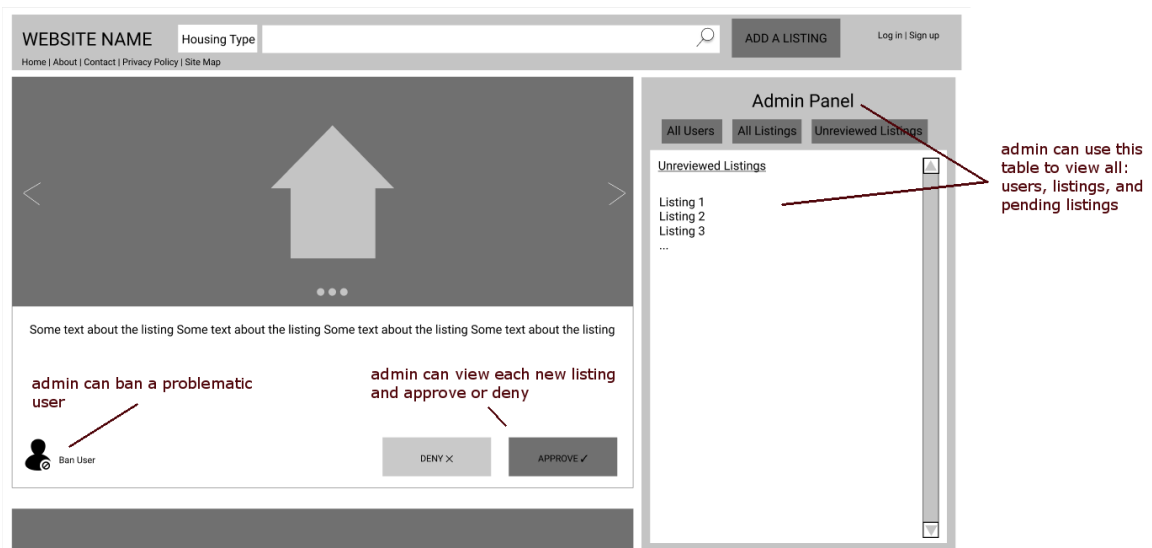 WEBSITE NAME
Housing Type
ADD A LISTING
Log in | Sign up
Home | About | Contact | Privacy Policy | Site Map
Some text about the listing Some text about the listing Some text about the listing Some text about the listing
admin can ban a problematic
user
admin can view each new listing
and approve or deny
Ban User
DENY ✕
APPROVE ✓
Admin Panel
All Users
All Listings
Unreviewed Listings
Unreviewed Listings
Listing 1
Listing 2
Listing 3
...
admin can use this
table to view all:
users, listings, and
pending listings